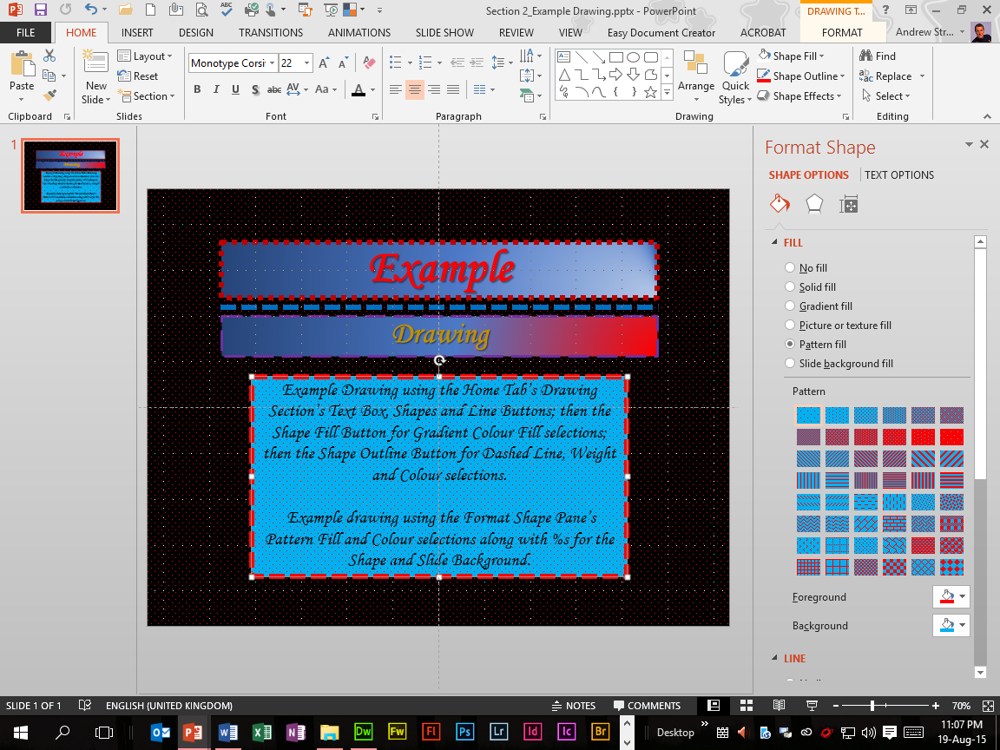 Section 2_Example Drawing.pptx - PowerPoint
DRAWING T...
?
FILE
HOME
INSERT
DESIGN
TRANSITIONS
ANIMATIONS
SLIDE SHOW
REVIEW
VIEW
Easy Document Creator
ACROBAT
FORMAT
Andrew Str...
Paste
New
Slide
Layout
Reset
Section
Monotype Corsi
22
B I U S abc AV Aa A
Arrange
Quick
Styles
Shape Fill
Shape Outline
Shape Effects
Find
Replace
Select
Clipboard
Slides
Font
Paragraph
Drawing
Editing
1
Example
Drawing
Example Drawing using the Home Tab's Drawing
Section's Text Box, Shapes and Line Buttons; then the
Shape Fill Button for Gradient Colour Fill selections;
then the Shape Outline Button for Dashed Line, Weight
and Colour selections.
Example drawing using the Format Shape Pane's
Pattern Fill and Colour selections along with %s for the
Shape and Slide Background.
Format Shape
SHAPE OPTIONS
TEXT OPTIONS
FILL
No fill
Solid fill
Gradient fill
Picture or texture fill
Pattern fill
Slide background fill
Pattern
Foreground
Background
LINE
SLIDE 1 OF 1
ENGLISH (UNITED KINGDOM)
NOTES
COMMENTS
70%
Dw
Fw
Fl
Ps
Lr
Id
Ic
Br
Desktop
11:07 PM
19-Aug-15